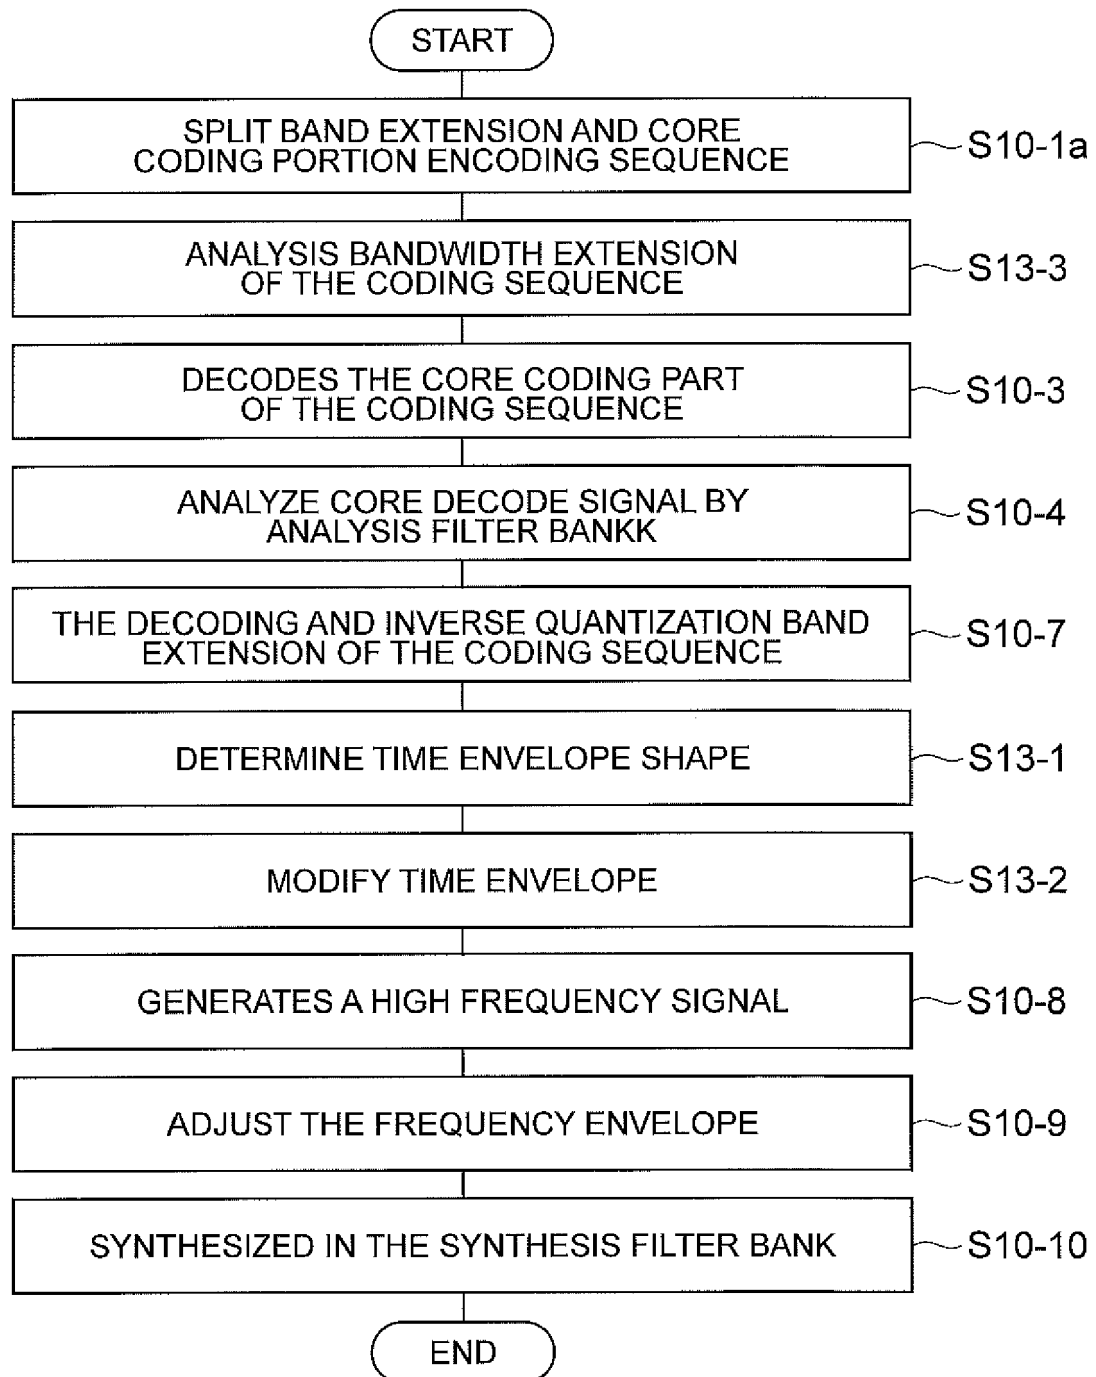 START
SPLIT BAND EXTENSION AND CORE
CODING PORTION ENCODING SEQUENCE
S10-1a
ANALYSIS BANDWIDTH EXTENSION
OF THE CODING SEQUENCE
S13-3
DECODES THE CORE CODING PART
OF THE CODING SEQUENCE
S10-3
ANALYZE CORE DECODE SIGNAL BY
ANALYSIS FILTER BANKK
S10-4
THE DECODING AND INVERSE QUANTIZATION BAND
EXTENSION OF THE CODING SEQUENCE
S10-7
DETERMINE TIME ENVELOPE SHAPE
S13-1
MODIFY TIME ENVELOPE
S13-2
GENERATES A HIGH FREQUENCY SIGNAL
S10-8
ADJUST THE FREQUENCY ENVELOPE
S10-9
SYNTHESIZED IN THE SYNTHESIS FILTER BANK
S10-10
END